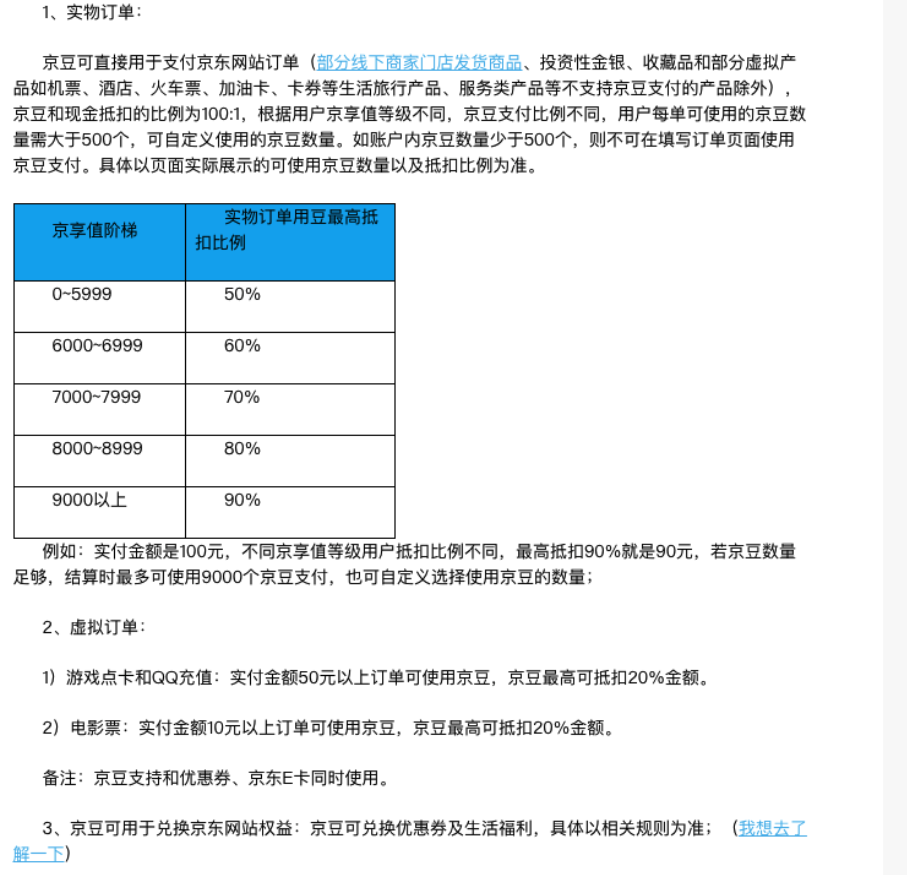 1、实物订单：
京豆可直接用于支付京东网站订单（部分线下商家门店发货商品、投资性金银、收藏品和部分虚拟产
品如机票、酒店、火车票、加油卡、卡券等生活旅行产品、服务类产品等不支持京豆支付的产品除外），
京豆和现金抵扣的比例为100:1，根据用户京享值等级不同，京豆支付比例不同，用户每单可使用的京豆数
量需大于500个，可自定义使用的京豆数量。如账户内京豆数量少于500个，则不可在填写订单页面使用
京豆支付。具体以页面实际展示的可使用京豆数量以及抵扣比例为准。
京享值阶梯
实物订单用豆最高抵
扣比例
0~5999
50%
6000~6999
60%
7000~7999
70%
8000~8999
80%
9000以上
90%
例如：实付金额是100元，不同京享值等级用户抵扣比例不同，最高抵扣90%就是90元，若京豆数量
足够，结算时最多可使用9000个京豆支付，也可自定义选择使用京豆的数量；
2、虚拟订单：
1）游戏点卡和QQ充值：实付金额50元以上订单可使用京豆，京豆最高可抵扣20%金额。
2）电影票：实付金额10元以上订单可使用京豆，京豆最高可抵扣20%金额。
备注：京豆支持和优惠券、京东E卡同时使用。
3、京豆可用于兑换京东网站权益：京豆可兑换优惠券及生活福利，具体以相关规则为准；（我想去了
解一下）